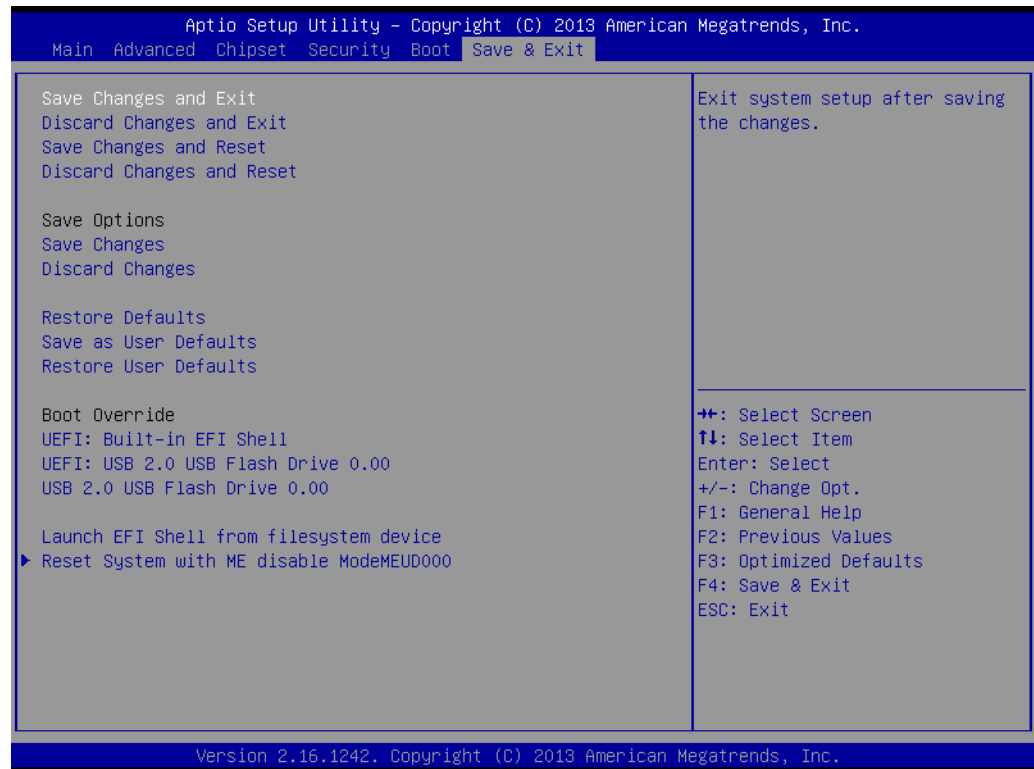 Aptio Setup Utility – Copyright (C) 2013 American Megatrends, Inc.
Main Advanced Chipset Security Boot Save & Exit
Save Changes and Exit
Discard Changes and Exit
Save Changes and Reset
Discard Changes and Reset
Save Options
Save Changes
Discard Changes
Restore Defaults
Save as User Defaults
Restore User Defaults
Boot Override
UEFI: Built-in EFI Shell
UEFI: USB 2.0 USB Flash Drive 0.00
USB 2.0 USB Flash Drive 0.00
Launch EFI Shell from filesystem device
Reset System with ME disable ModeMEUD000
Exit system setup after saving
the changes.
→←: Select Screen
↑↓: Select Item
Enter: Select
+/-: Change Opt.
F1: General Help
F2: Previous Values
F3: Optimized Defaults
F4: Save & Exit
ESC: Exit
Version 2.16.1242. Copyright (C) 2013 American Megatrends, Inc.